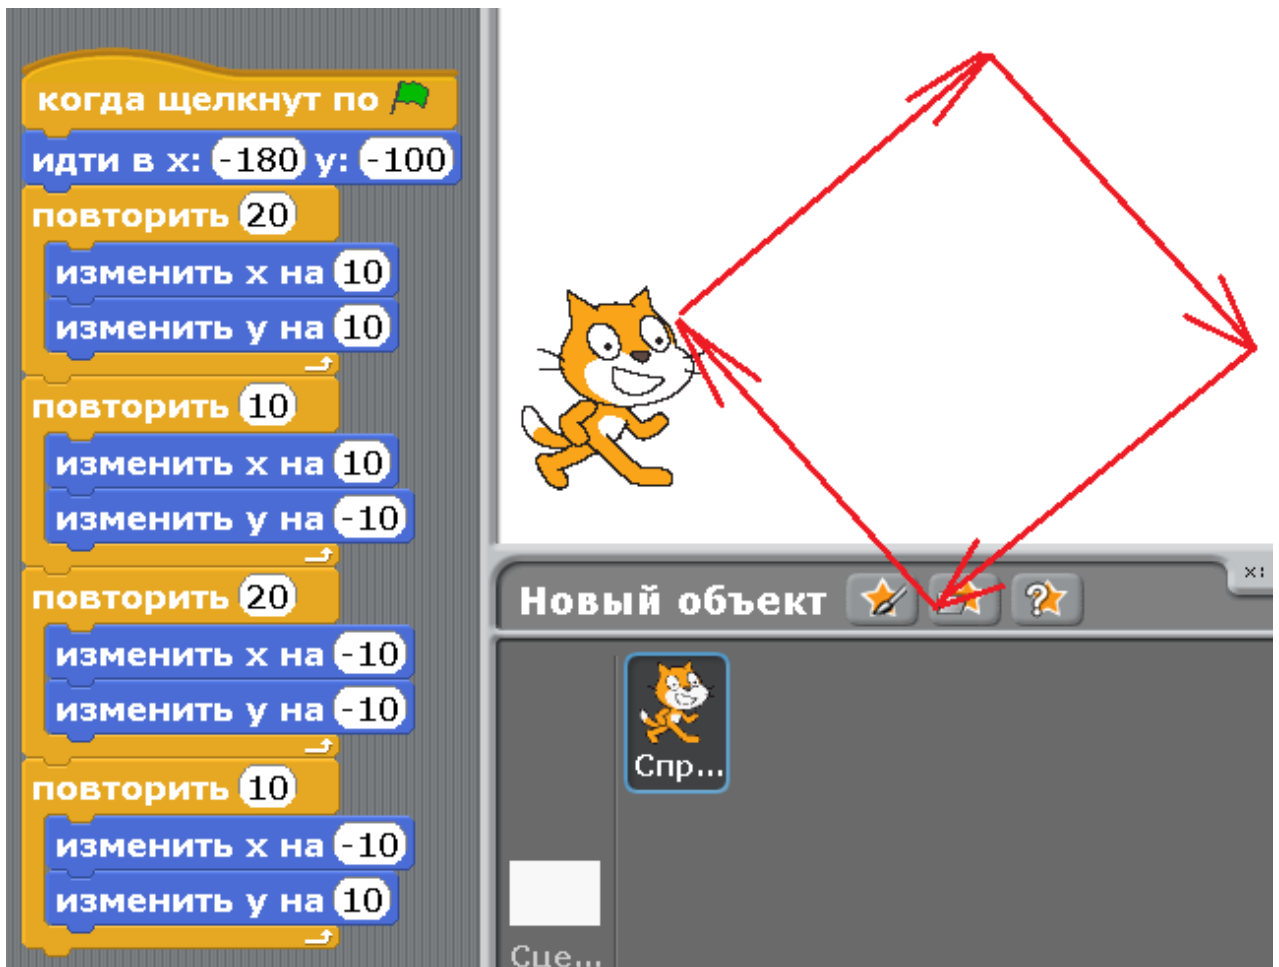 когда щелкнут по
идти в x: -180 y: -100
повторить 20
изменить x на 10
изменить y на 10
повторить 10
изменить x на 10
изменить y на -10
повторить 20
изменить x на -10
изменить y на -10
повторить 10
изменить x на -10
изменить y на 10
x:
Новый объект
Спр...
Сце...